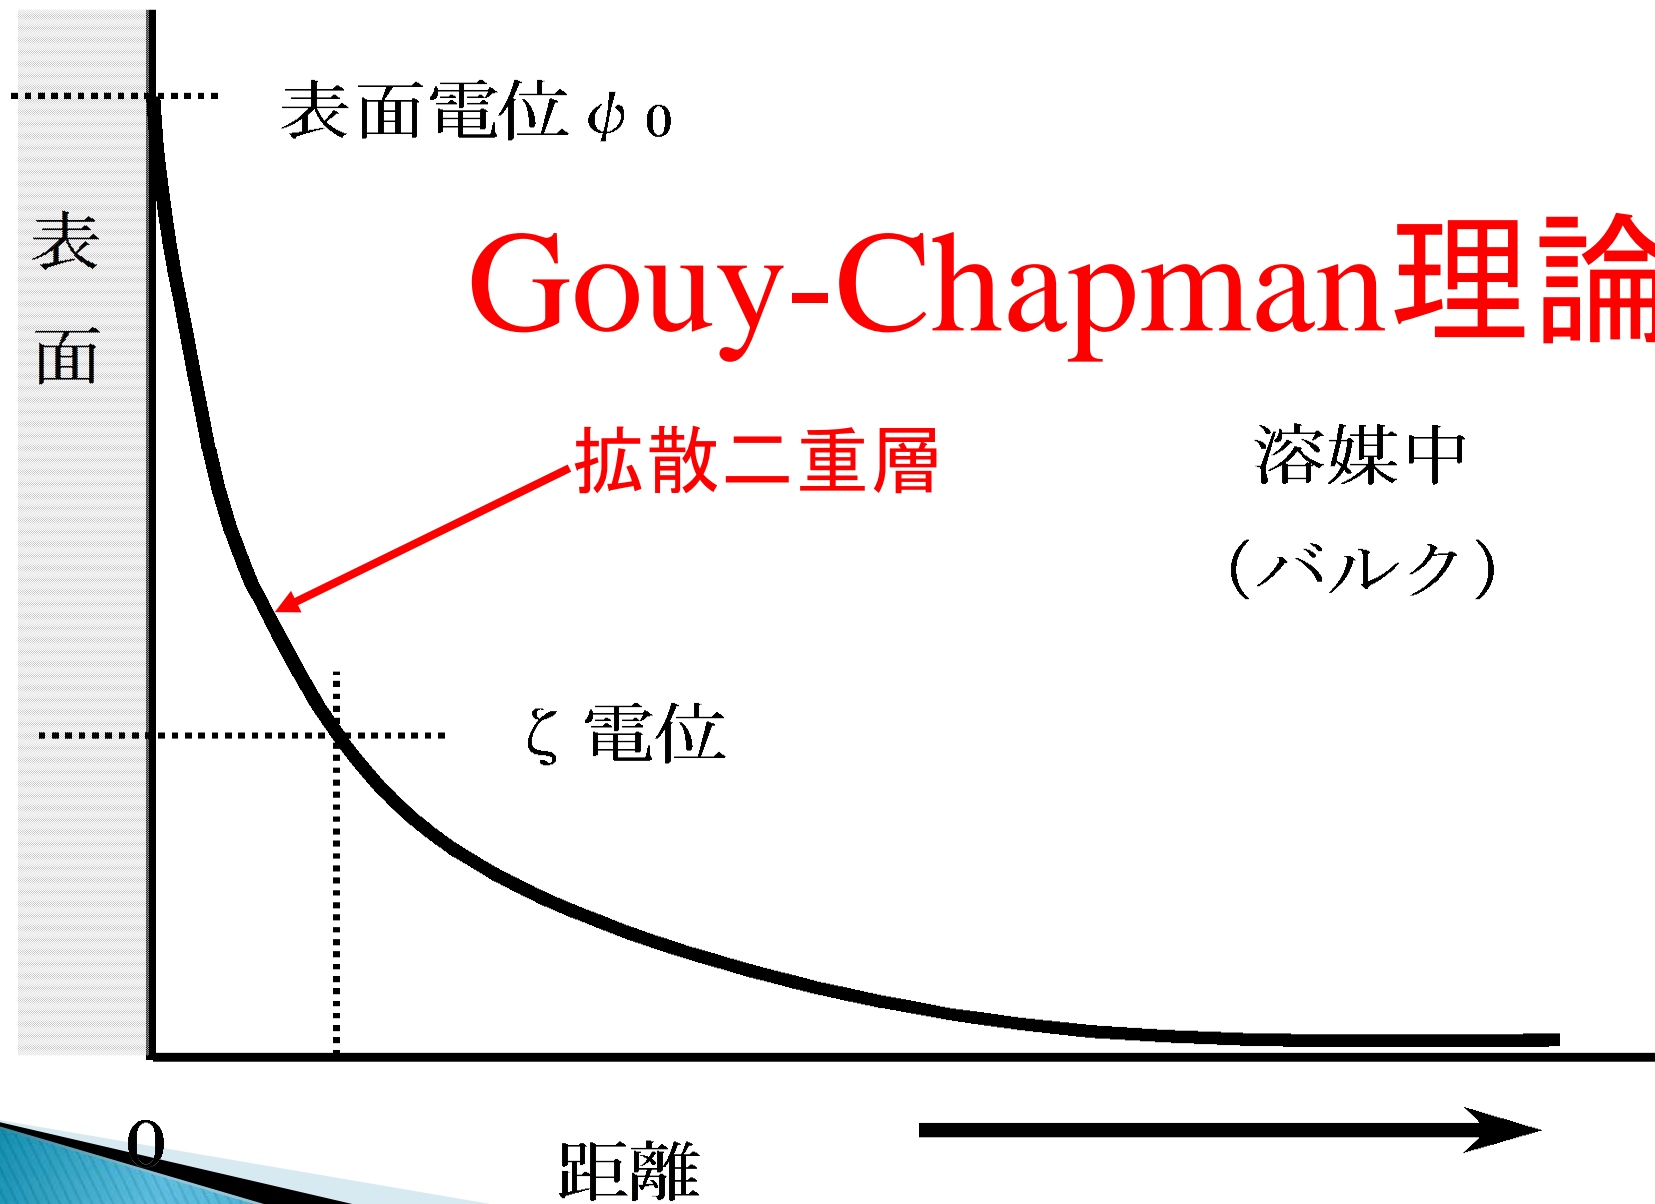 表面電位φ0
表
面
Gouy-Chapman理論
拡散二重層
溶媒中
(バルク)
ζ電位
0
距離